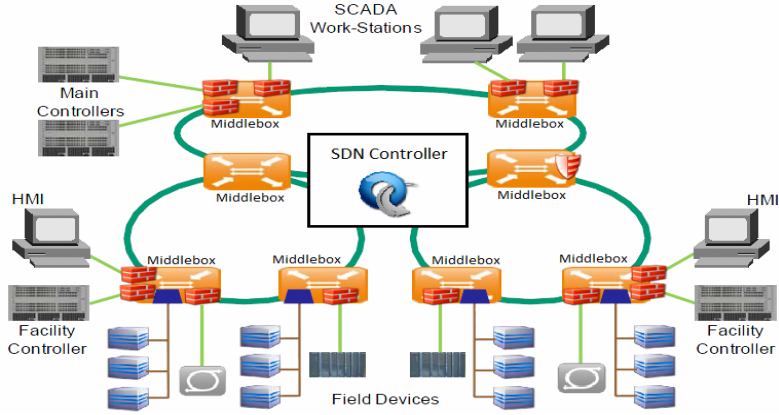 SCADA
Work-Stations
Main
Controllers
Middlebox
Middlebox
SDN Controller
Middlebox
Middlebox
HMI
HMI
Middlebox
Middlebox
Middlebox
Middlebox
Facility
Controller
Facility
Controller
Field Devices